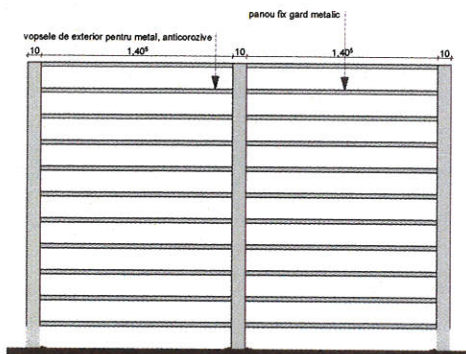 panou fix gard metalic
vopsele de exterior pentru metal, anticorozive
10 1,40⁵ 10 1,40⁵ 10